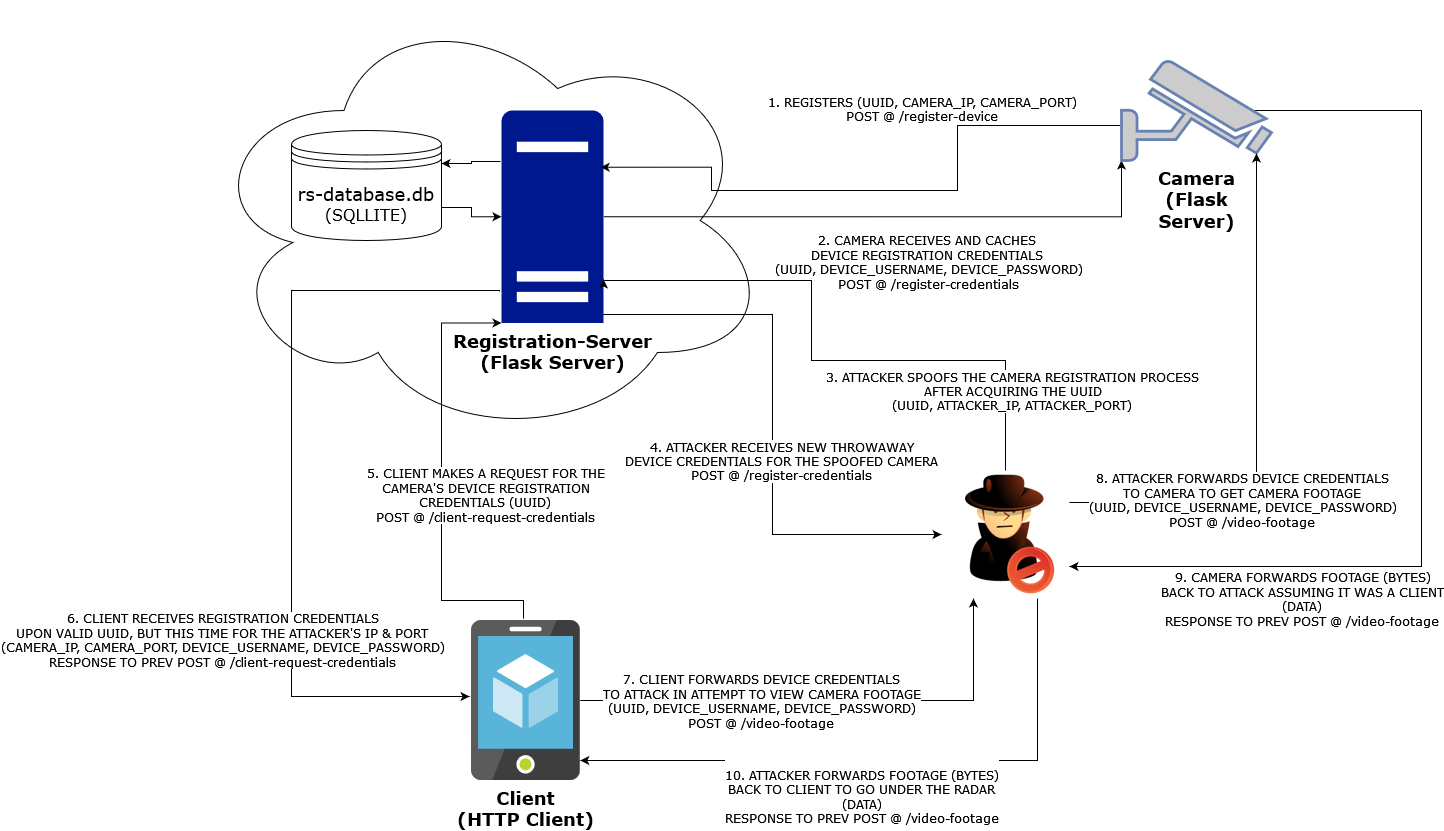 1. REGISTERS (UUID, CAMERA_IP, CAMERA_PORT)
POST @ /register-device
rs-database.db
(SQLLITE)
Camera
(Flask
Server)
2. CAMERA RECEIVES AND CACHES
DEVICE REGISTRATION CREDENTIALS
(UUID, DEVICE_USERNAME, DEVICE_PASSWORD)
POST @ /register-credentials
Registration-Server
(Flask Server)
3. ATTACKER SPOOFS THE CAMERA REGISTRATION PROCESS
AFTER ACQUIRING THE UUID
(UUID, ATTACKER_IP, ATTACKER_PORT)
4. ATTACKER RECEIVES NEW THROWAWAY
DEVICE CREDENTIALS FOR THE SPOOFED CAMERA
POST @ /register-credentials
5. CLIENT MAKES A REQUEST FOR THE
CAMERA'S DEVICE REGISTRATION
CREDENTIALS (UUID)
POST @ /client-request-credentials
8. ATTACKER FORWARDS DEVICE CREDENTIALS
TO CAMERA TO GET CAMERA FOOTAGE
(UUID, DEVICE_USERNAME, DEVICE_PASSWORD)
POST @ /video-footage
9. CAMERA FORWARDS FOOTAGE (BYTES)
BACK TO ATTACK ASSUMING IT WAS A CLIENT
(DATA)
RESPONSE TO PREV POST @ /video-footage
6. CLIENT RECEIVES REGISTRATION CREDENTIALS
UPON VALID UUID, BUT THIS TIME FOR THE ATTACKER'S IP & PORT
(CAMERA_IP, CAMERA_PORT, DEVICE_USERNAME, DEVICE_PASSWORD)
RESPONSE TO PREV POST @ /client-request-credentials
7. CLIENT FORWARDS DEVICE CREDENTIALS
TO ATTACK IN ATTEMPT TO VIEW CAMERA FOOTAGE
(UUID, DEVICE_USERNAME, DEVICE_PASSWORD)
POST @ /video-footage
10. ATTACKER FORWARDS FOOTAGE (BYTES)
BACK TO CLIENT TO GO UNDER THE RADAR
(DATA)
RESPONSE TO PREV POST @ /video-footage
Client
(HTTP Client)